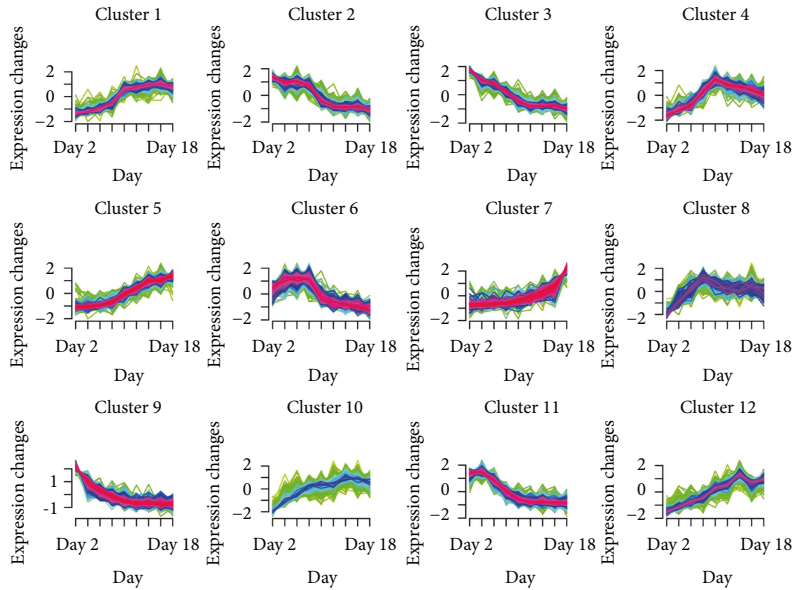 Cluster 1 Cluster 2 Cluster 3 Cluster 4
Expression changes Expression changes Expression changes Expression changes
2 2 2 2
0 0 0 0
−2 −2 −2 −2
Day 2 Day 18 Day 2 Day 18 Day 2 Day 18 Day 2 Day 18
Day Day Day Day
Cluster 5 Cluster 6 Cluster 7 Cluster 8
Expression changes Expression changes Expression changes Expression changes
2 2 2 2
0 0 0 0
−2 −2 −2 −2
Day 2 Day 18 Day 2 Day 18 Day 2 Day 18 Day 2 Day 18
Day Day Day Day
Cluster 9 Cluster 10 Cluster 11 Cluster 12
Expression changes Expression changes Expression changes Expression changes
1 2 2 2
-1 0 0 0
−2 −2 −2
Day 2 Day 18 Day 2 Day 18 Day 2 Day 18 Day 2 Day 18
Day Day Day Day